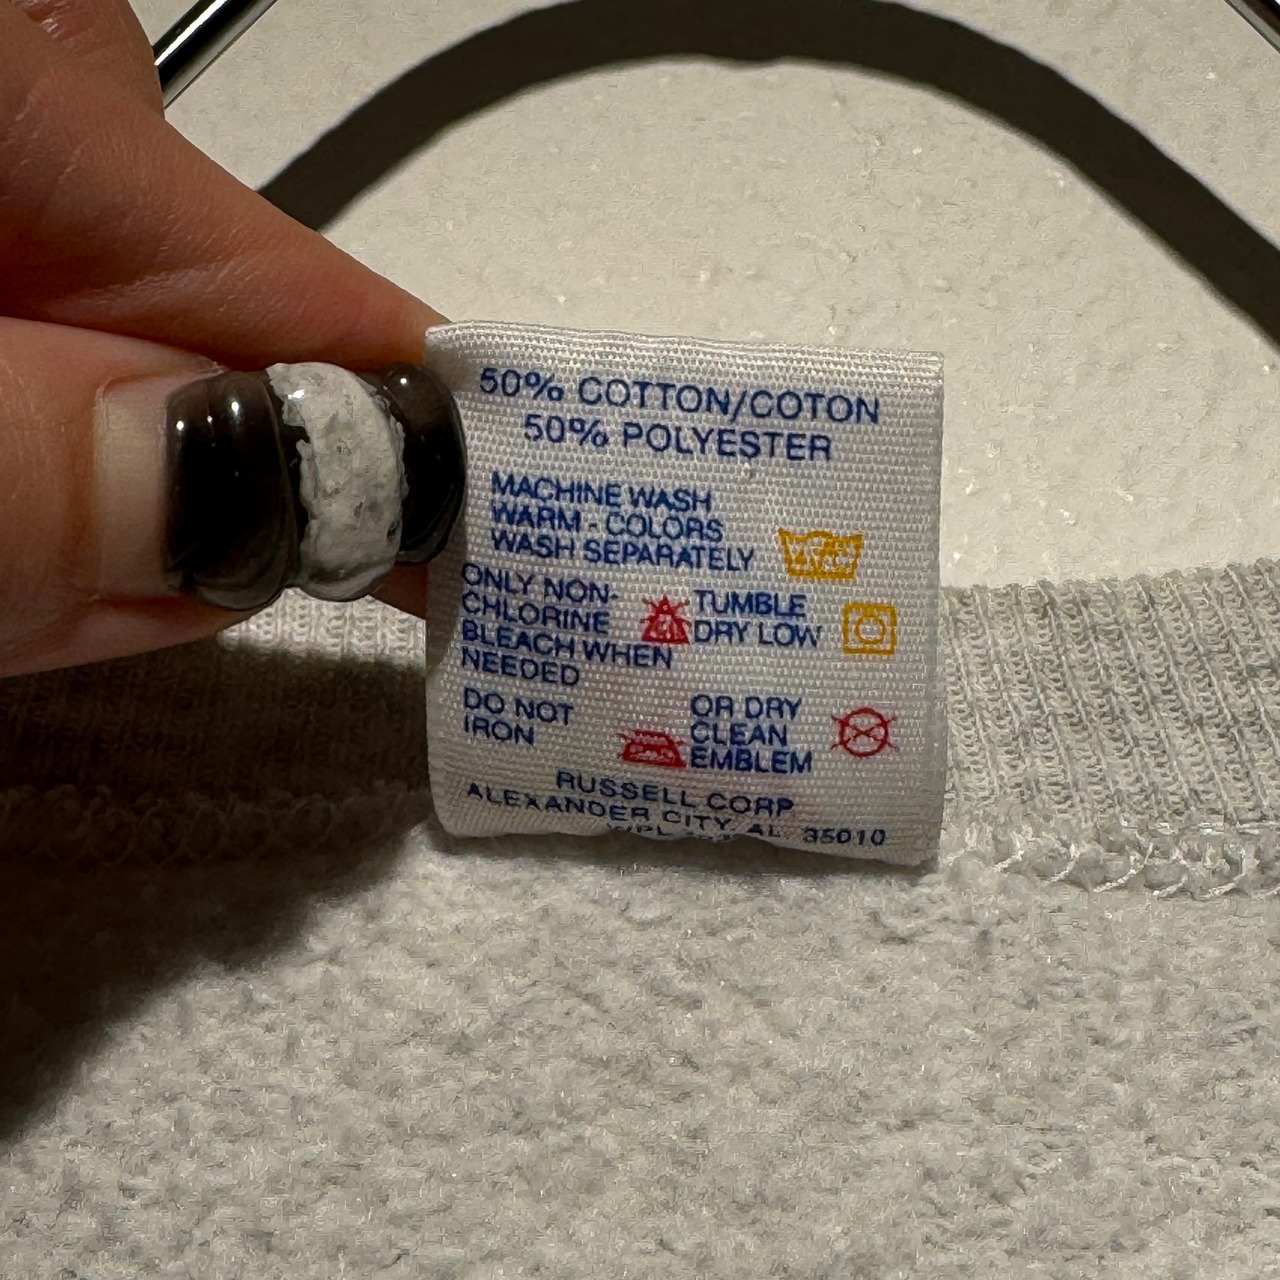 50% COTTON/COTON
50% POLYESTER
MACHINE WASH
WARM - COLORS
WASH SEPARATELY
ONLY NON-
CHLORINE
BLEACH WHEN
NEEDED
TUMBLE
DRY LOW
DO NOT
IRON
OR DRY
CLEAN
EMBLEM
RUSSELL CORP
ALEXANDER CITY, AL 35010